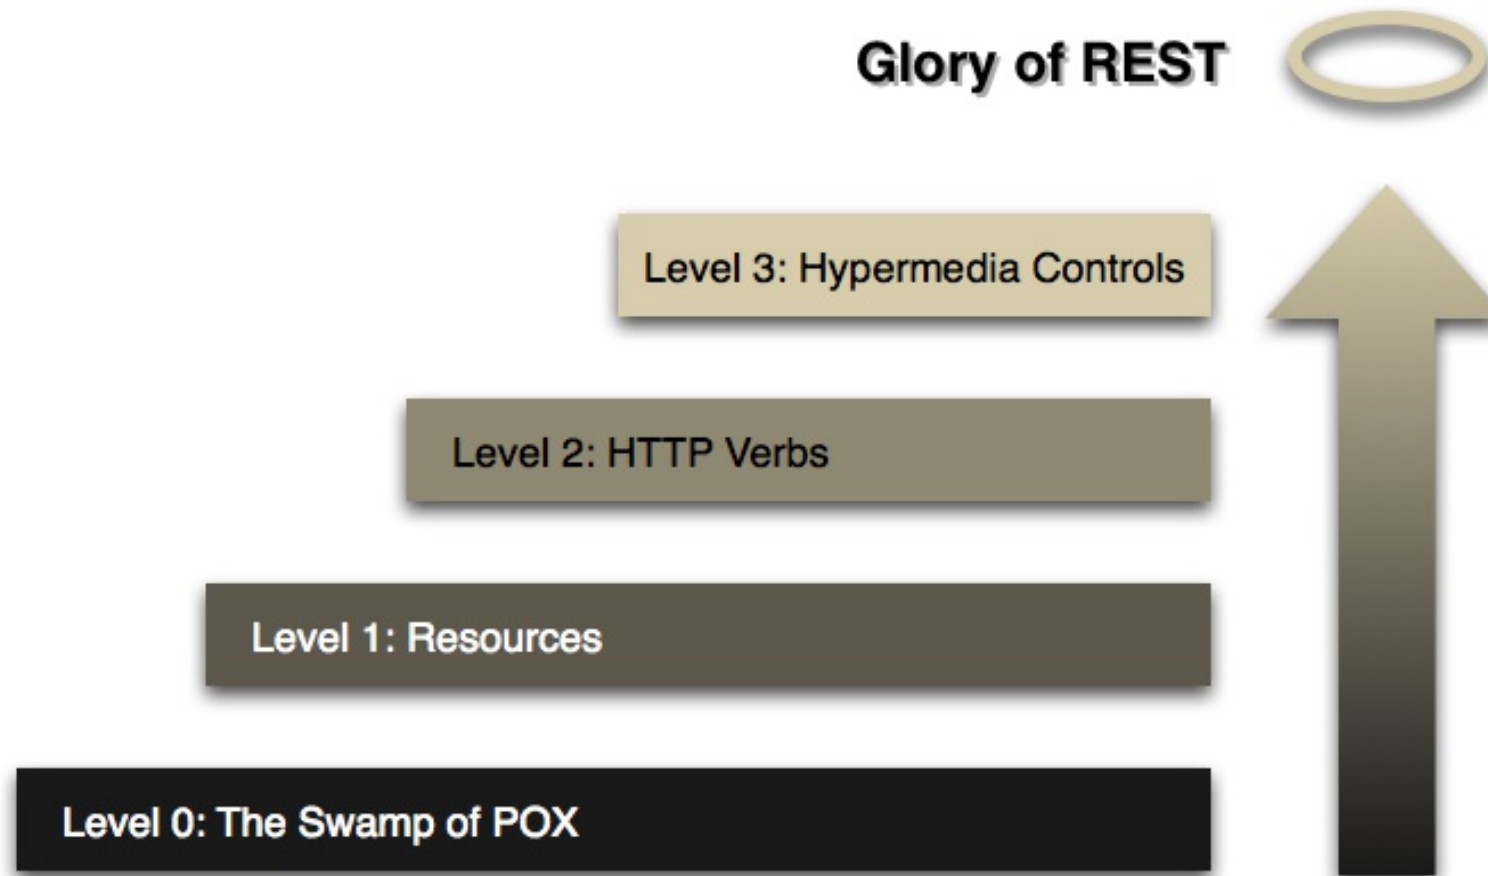 Glory of REST
Level 3: Hypermedia Controls
Level 2: HTTP Verbs
Level 1: Resources
Level 0: The Swamp of POX